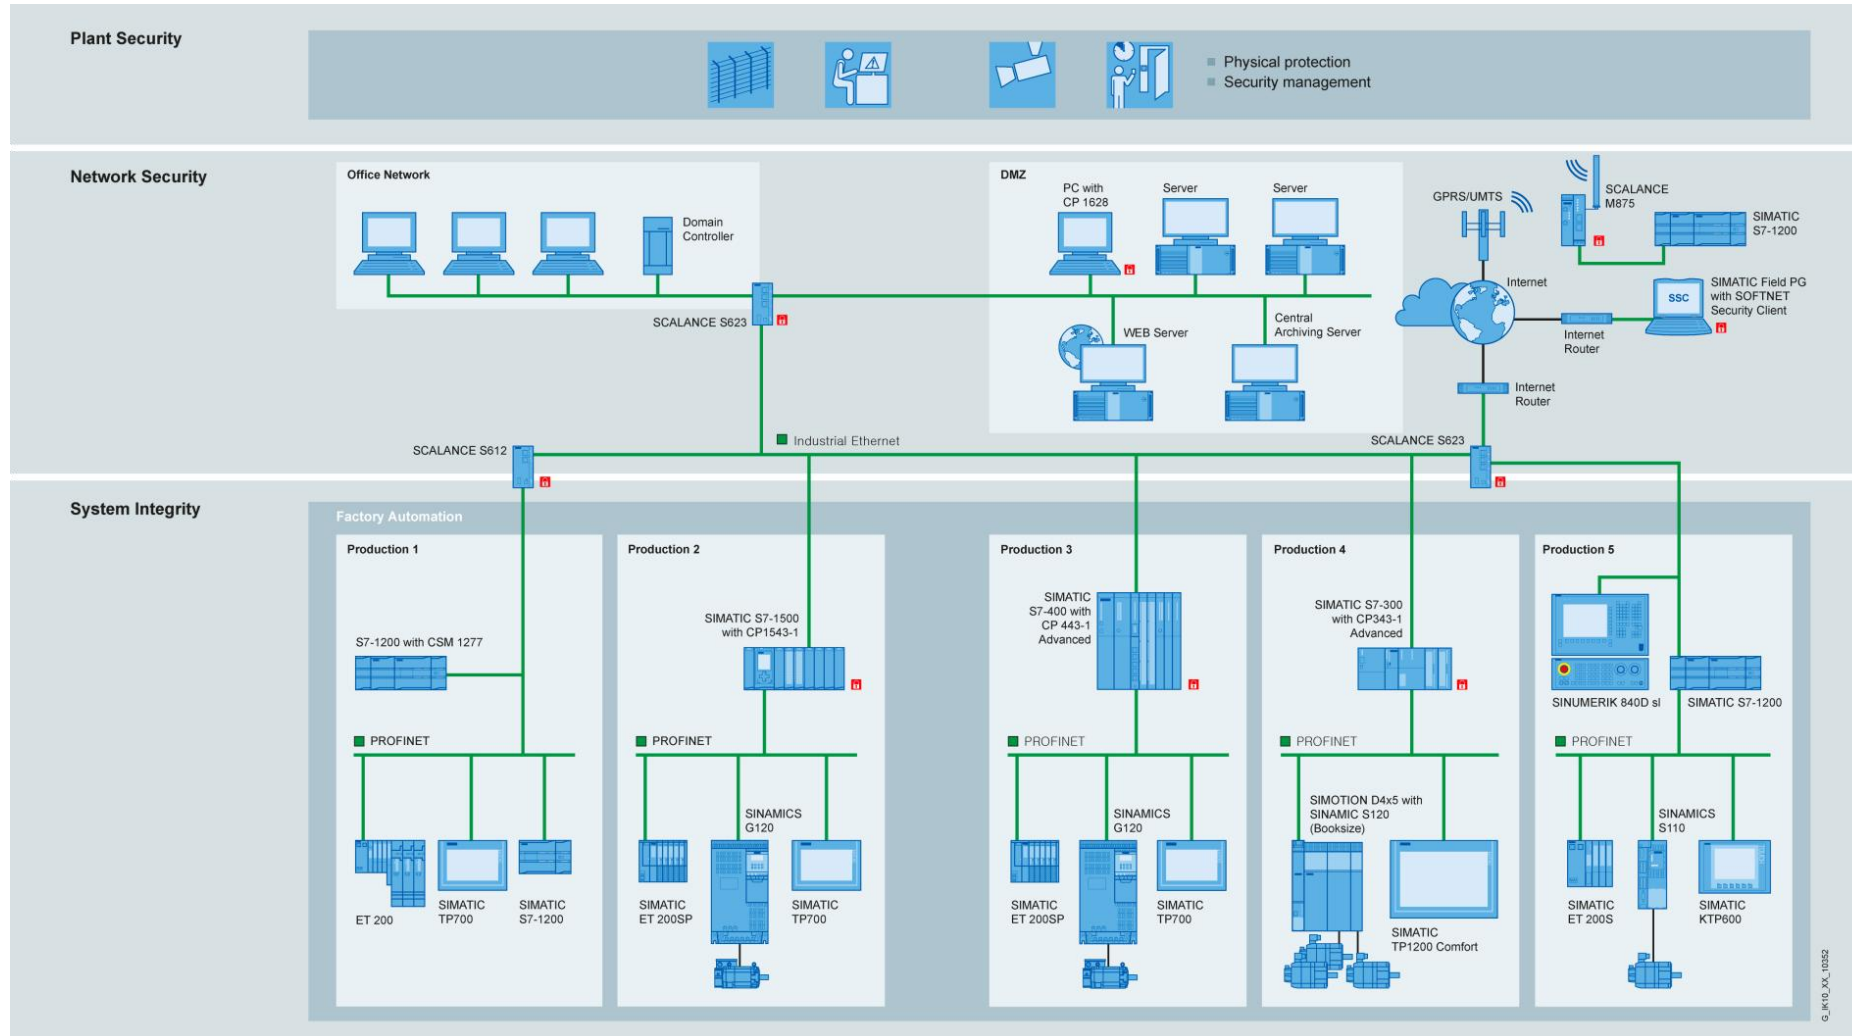 Plant Security
Physical protection
Security management
Network Security
Office Network
Domain
Controller
SCALANCE S623
DMZ
PC with
CP 1628
Server
Server
WEB Server
Central
Archiving Server
GPRS/UMTS
SCALANCE
M875
SIMATIC
S7-1200
Internet
SSC
SIMATIC Field PG
with SOFTNET
Security Client
Internet
Router
Internet
Router
Industrial Ethernet
SCALANCE S612
SCALANCE S623
System Integrity
Factory Automation
Production 1
S7-1200 with CSM 1277
PROFINET
ET 200
SIMATIC
TP700
SIMATIC
S7-1200
Production 2
SIMATIC S7-1500
with CP1543-1
PROFINET
SINAMICS
G120
SIMATIC
ET 200SP
SIMATIC
TP700
Production 3
SIMATIC
S7-400 with
CP 443-1
Advanced
PROFINET
SINAMICS
G120
SIMATIC
ET 200SP
SIMATIC
TP700
Production 4
SIMATIC S7-300
with CP343-1
Advanced
PROFINET
SIMOTION D4x5 with
SINAMIC S120
(Booksize)
SIMATIC
TP1200 Comfort
Production 5
SINUMERIK 840D sl
SIMATIC S7-1200
PROFINET
SINAMICS
S110
SIMATIC
ET 200S
SIMATIC
KTP600
G_IK10_XX_10352